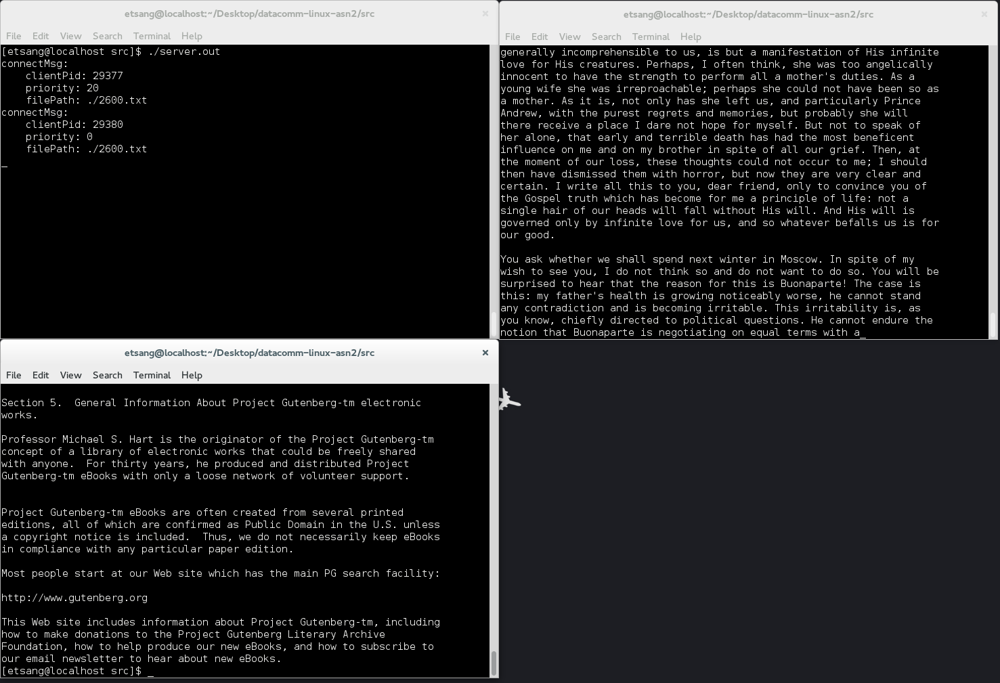 etsang@localhost:~/Desktop/datacomm-linux-asn2/src ×
File Edit View Search Terminal Help
[etsang@localhost src]$ ./server.out
connectMsg:
    clientPid: 29377
    priority: 20
    filePath: ./2600.txt
connectMsg:
    clientPid: 29380
    priority: 0
    filePath: ./2600.txt
_
etsang@localhost:~/Desktop/datacomm-linux-asn2/src ×
File Edit View Search Terminal Help
generally incomprehensible to us, is but a manifestation of His infinite
love for His creatures. Perhaps, I often think, she was too angelically
innocent to have the strength to perform all a mother's duties. As a
young wife she was irreproachable; perhaps she could not have been so as
a mother. As it is, not only has she left us, and particularly Prince
Andrew, with the purest regrets and memories, but probably she will
there receive a place I dare not hope for myself. But not to speak of
her alone, that early and terrible death has had the most beneficent
influence on me and on my brother in spite of all our grief. Then, at
the moment of our loss, these thoughts could not occur to me; I should
then have dismissed them with horror, but now they are very clear and
certain. I write all this to you, dear friend, only to convince you of
the Gospel truth which has become for me a principle of life: not a
single hair of our heads will fall without His will. And His will is
governed only by infinite love for us, and so whatever befalls us is for
our good.

You ask whether we shall spend next winter in Moscow. In spite of my
wish to see you, I do not think so and do not want to do so. You will be
surprised to hear that the reason for this is Buonaparte! The case is
this: my father's health is growing noticeably worse, he cannot stand
any contradiction and is becoming irritable. This irritability is, as
you know, chiefly directed to political questions. He cannot endure the
notion that Buonaparte is negotiating on equal terms with a_
etsang@localhost:~/Desktop/datacomm-linux-asn2/src ×
File Edit View Search Terminal Help
Section 5.  General Information About Project Gutenberg-tm electronic
works.

Professor Michael S. Hart is the originator of the Project Gutenberg-tm
concept of a library of electronic works that could be freely shared
with anyone.  For thirty years, he produced and distributed Project
Gutenberg-tm eBooks with only a loose network of volunteer support.


Project Gutenberg-tm eBooks are often created from several printed
editions, all of which are confirmed as Public Domain in the U.S. unless
a copyright notice is included.  Thus, we do not necessarily keep eBooks
in compliance with any particular paper edition.

Most people start at our Web site which has the main PG search facility:

http://www.gutenberg.org

This Web site includes information about Project Gutenberg-tm, including
how to make donations to the Project Gutenberg Literary Archive
Foundation, how to help produce our new eBooks, and how to subscribe to
our email newsletter to hear about new eBooks.
[etsang@localhost src]$ _